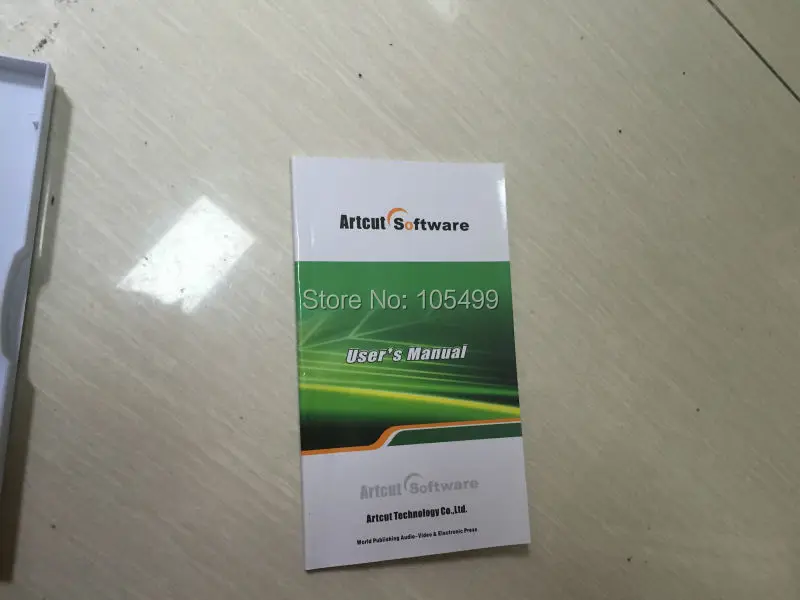 Artcut Software
Store No: 105499
User's Manual
Artcut Software
Artcut Technology Co.,Ltd.
World Publishing Audio-Video & Electronic Press